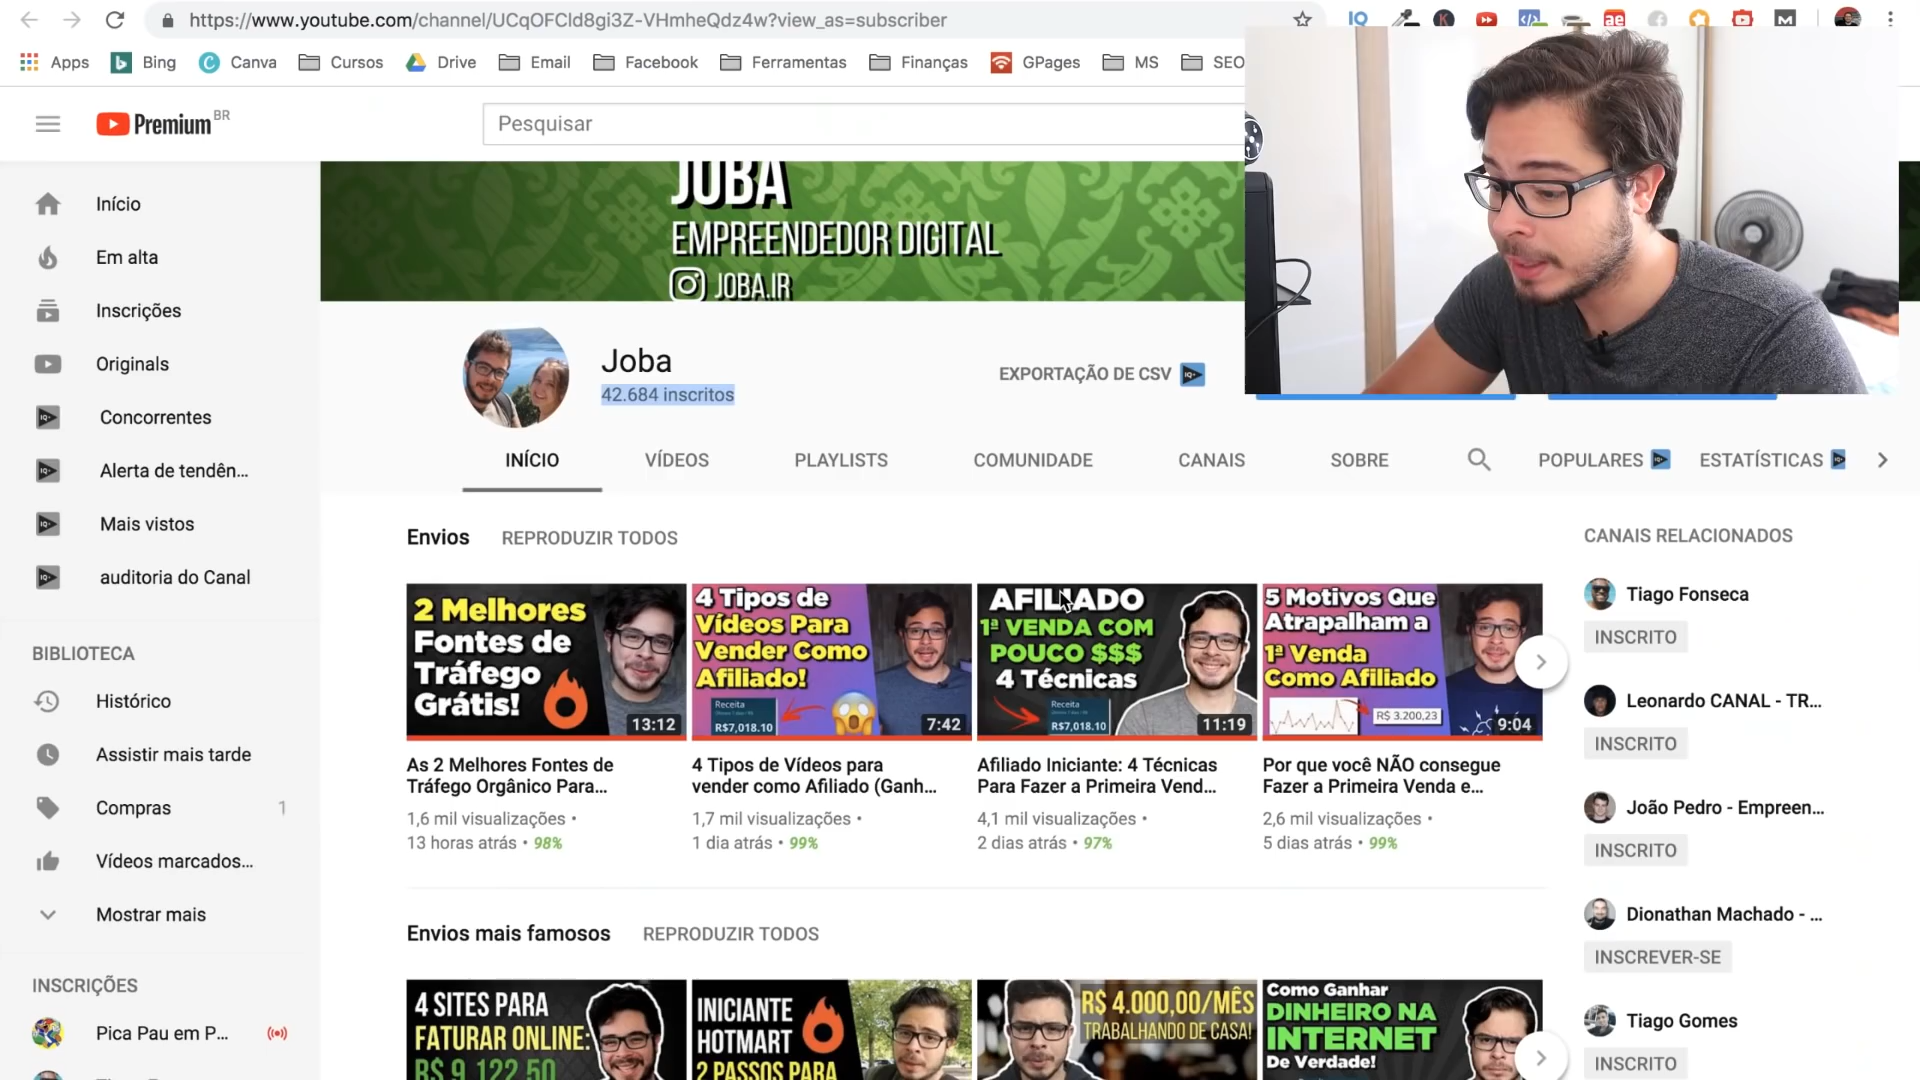 https://www.youtube.com/channel/UCqOFCld8gi3Z-VHmheQdz4w?view_as=subscriber
Apps
Bing
Canva
Cursos
Drive
Email
Facebook
Ferramentas
Finanças
GPages
MS
SEO
Premium BR
Pesquisar
Início
Em alta
Inscrições
Originals
Concorrentes
Alerta de tendên...
Mais vistos
auditoria do Canal
BIBLIOTECA
Histórico
Assistir mais tarde
Compras 1
Vídeos marcados...
Mostrar mais
INSCRIÇÕES
Pica Pau em P...
JOBA
EMPREENDEDOR DIGITAL
JOBA.JR
Joba
42.684 inscritos
EXPORTAÇÃO DE CSV
INÍCIO
VÍDEOS
PLAYLISTS
COMUNIDADE
CANAIS
SOBRE
POPULARES
ESTATÍSTICAS
Envios
REPRODUZIR TODOS
2 Melhores
Fontes de
Tráfego
Grátis!
13:12
As 2 Melhores Fontes de
Tráfego Orgânico Para...
1,6 mil visualizações •
13 horas atrás • 98%
4 Tipos de
Vídeos Para
Vender Como
Afiliado!
Receita
R$7,018.10
7:42
4 Tipos de Vídeos para
vender como Afiliado (Ganh...
1,7 mil visualizações •
1 dia atrás • 99%
AFILIADO
1ª VENDA COM
POUCO $$$
4 Técnicas
Receita
R$7,018.10
11:19
Afiliado Iniciante: 4 Técnicas
Para Fazer a Primeira Vend...
4,1 mil visualizações •
2 dias atrás • 97%
5 Motivos Que
Atrapalham a
1ª Venda
Como Afiliado
R$ 3.200,23
9:04
Por que você NÃO consegue
Fazer a Primeira Venda e...
2,6 mil visualizações •
5 dias atrás • 99%
Envios mais famosos
REPRODUZIR TODOS
4 SITES PARA
FATURAR ONLINE:
R$ 9.122,50
INICIANTE
HOTMART
2 PASSOS PARA
R$ 4.000,00/MÊS
TRABALHANDO DE CASA!
Como Ganhar
DINHEIRO NA
INTERNET
De Verdade!
CANAIS RELACIONADOS
Tiago Fonseca
INSCRITO
Leonardo CANAL - TR...
INSCRITO
João Pedro - Empreen...
INSCRITO
Dionathan Machado - ...
INSCREVER-SE
Tiago Gomes
INSCRITO